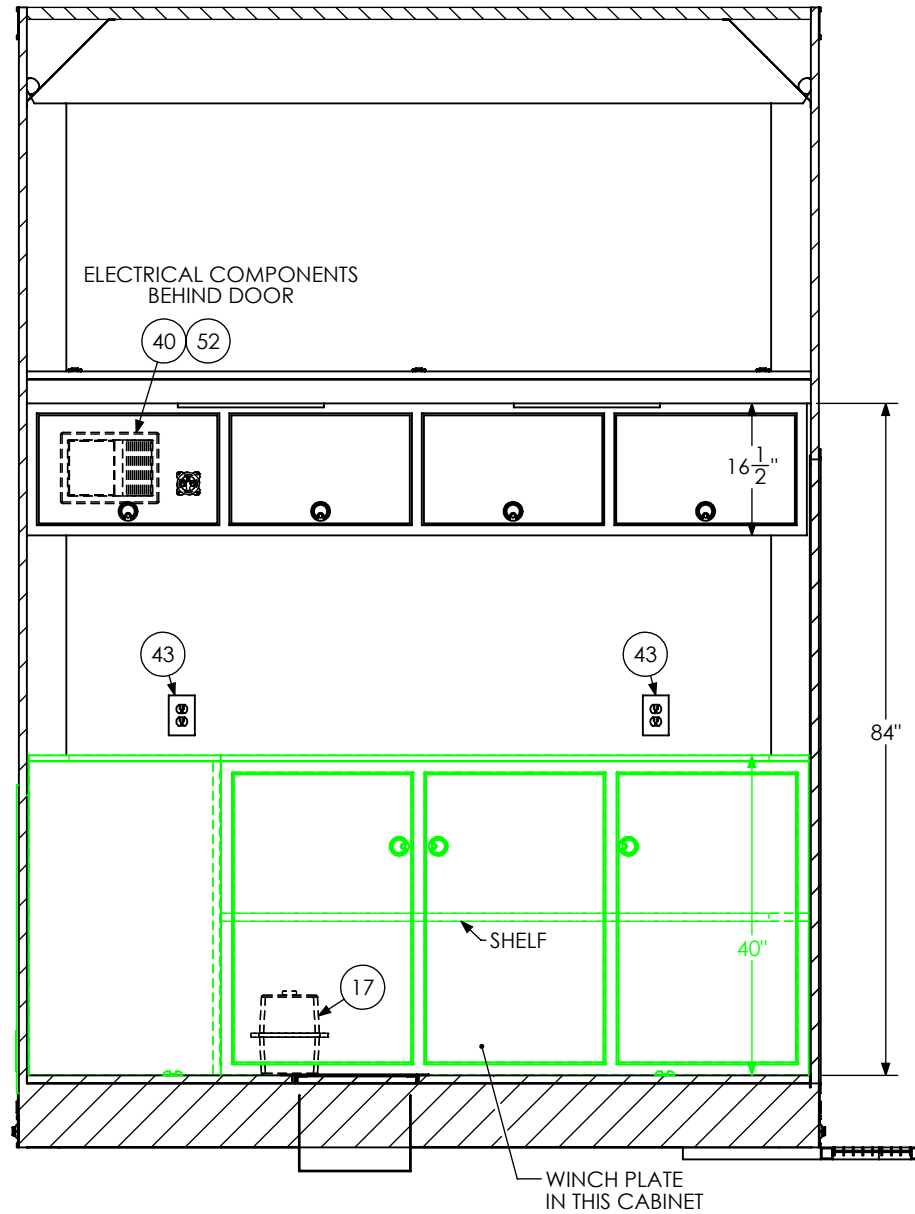 ELECTRICAL COMPONENTS
BEHIND DOOR
40 52
16 1/2"
43 43
84"
SHELF
40"
17
WINCH PLATE
IN THIS CABINET